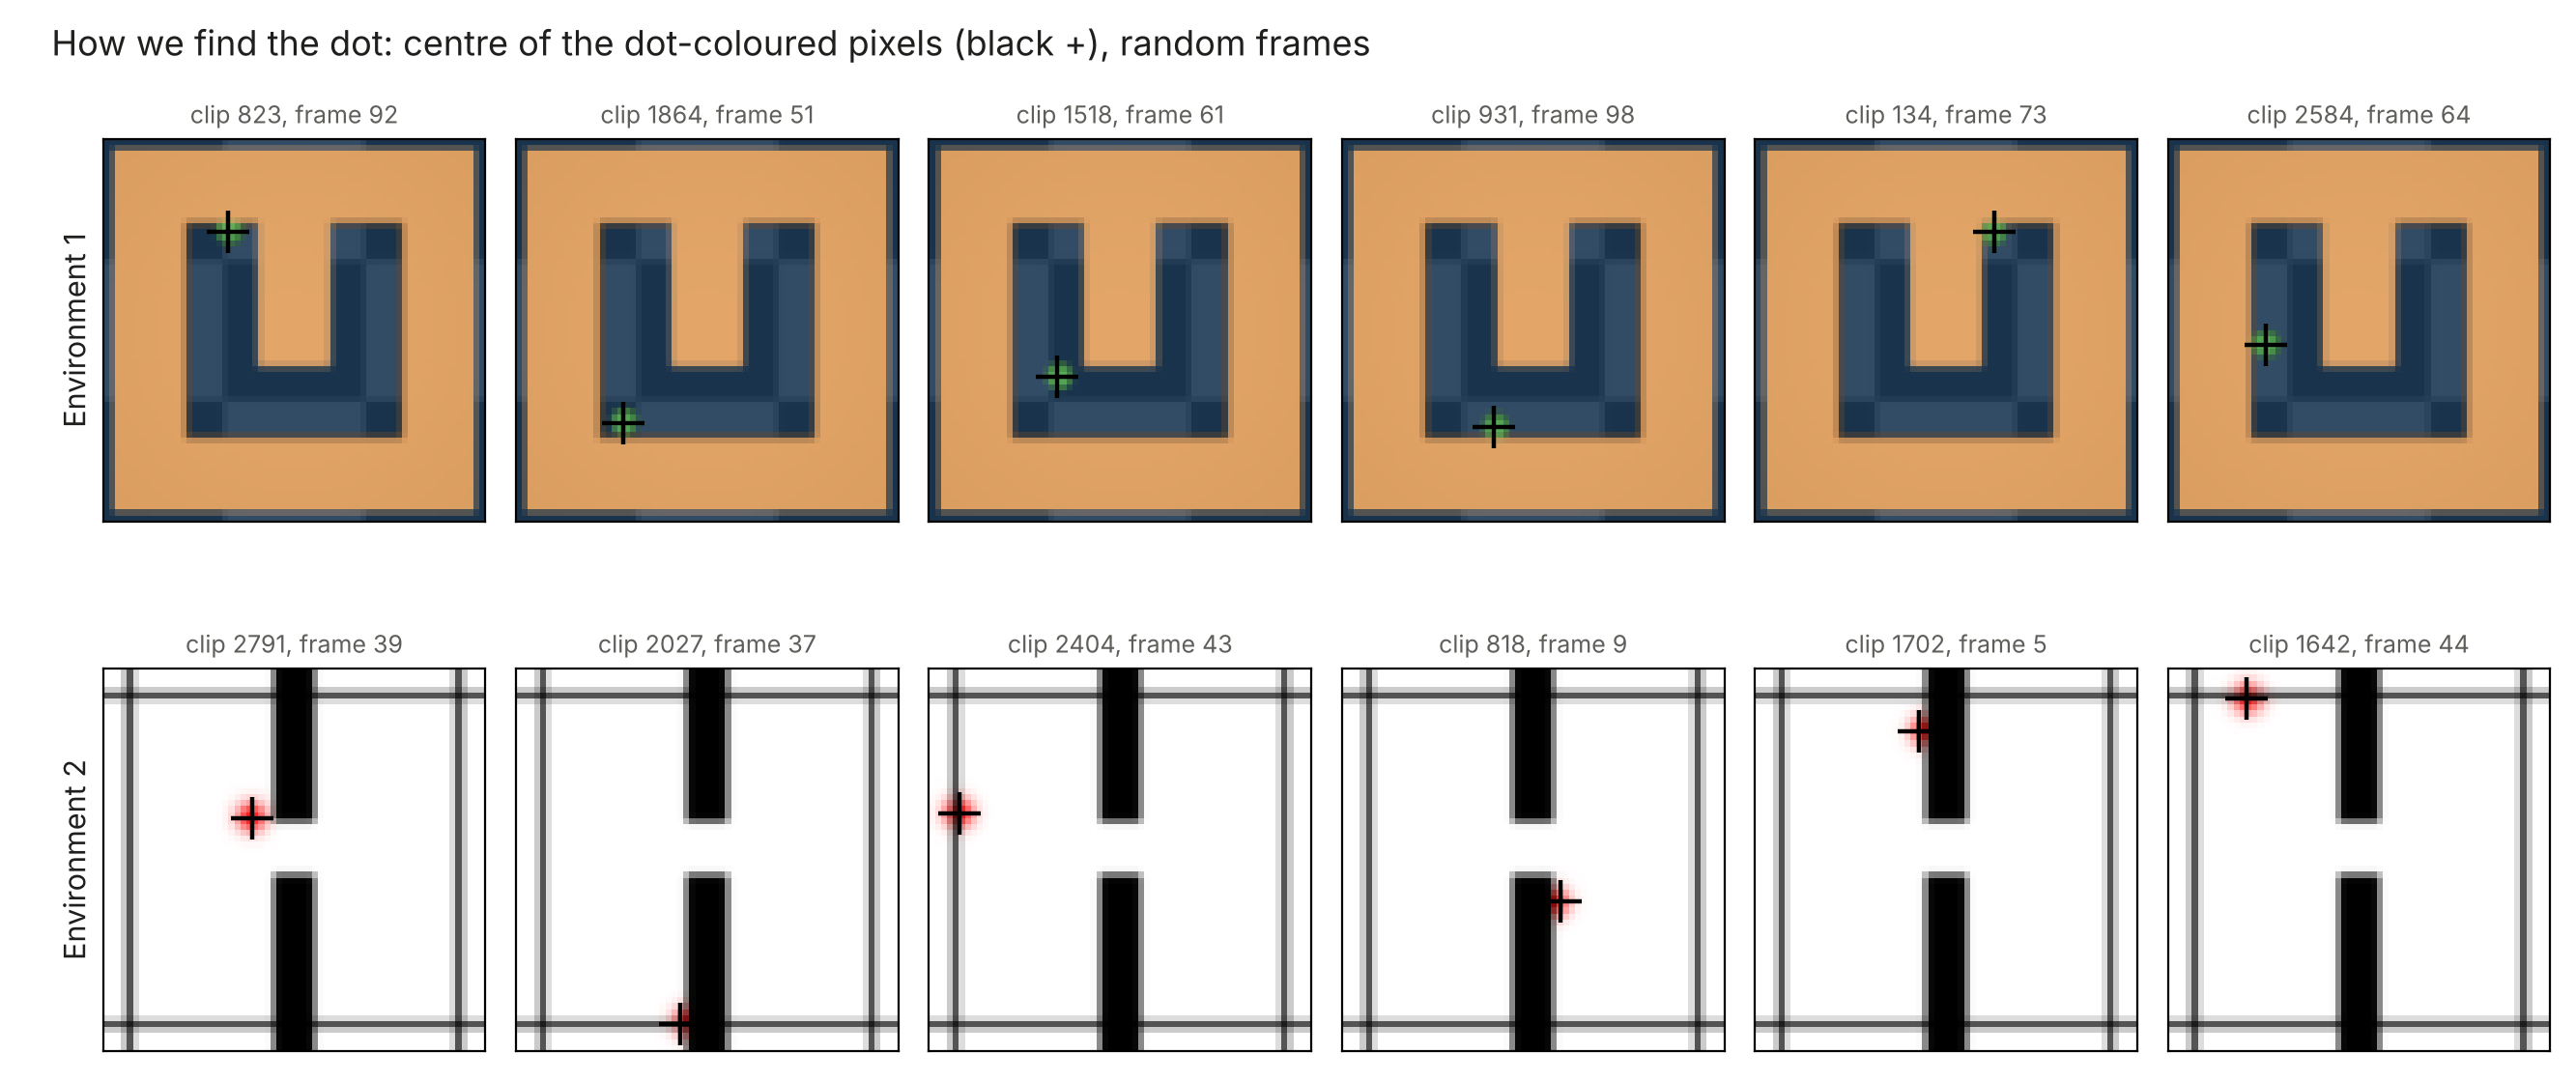 How we find the dot: centre of the dot-coloured pixels (black +), random frames
clip 823, frame 92
clip 1864, frame 51
clip 1518, frame 61
clip 931, frame 98
clip 134, frame 73
clip 2584, frame 64
Environment 1
clip 2791, frame 39
clip 2027, frame 37
clip 2404, frame 43
clip 818, frame 9
clip 1702, frame 5
clip 1642, frame 44
Environment 2